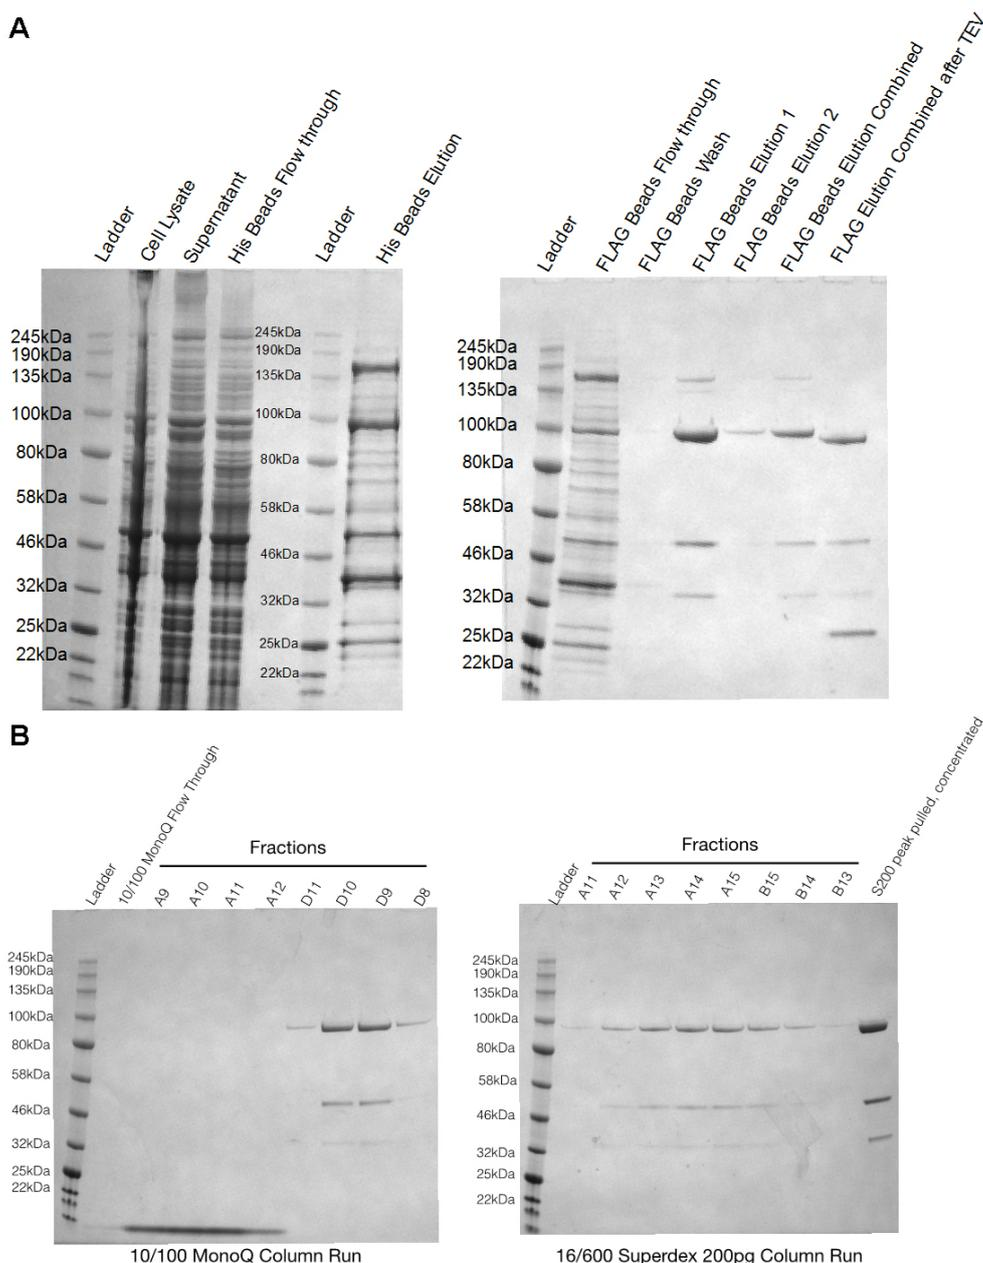 A
Ladder
Cell Lysate
Supernatant
His Beads Flow through
Ladder
His Beads Elution
Ladder
FLAG Beads Flow through
FLAG Beads Wash
FLAG Beads Elution 1
FLAG Beads Elution 2
FLAG Beads Elution Combined
FLAG Elution Combined after TEV
245kDa
190kDa
135kDa
100kDa
80kDa
58kDa
46kDa
32kDa
25kDa
22kDa
245kDa
190kDa
135kDa
100kDa
80kDa
58kDa
46kDa
32kDa
25kDa
22kDa
245kDa
190kDa
135kDa
100kDa
80kDa
58kDa
46kDa
32kDa
25kDa
22kDa
B
Ladder
10/100 MonoQ Flow Through
Fractions
A9
A10
A11
A12
D11
D10
D9
D8
245kDa
190kDa
135kDa
100kDa
80kDa
58kDa
46kDa
32kDa
25kDa
22kDa
10/100 MonoQ Column Run
Ladder
Fractions
A11
A12
A13
A14
A15
B15
B14
B13
S200 peak pulled, concentrated
245kDa
190kDa
135kDa
100kDa
80kDa
58kDa
46kDa
32kDa
25kDa
22kDa
16/600 Superdex 200pg Column Run